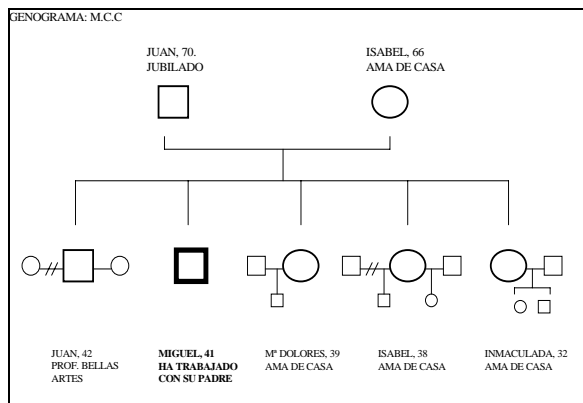 GENOGRAMA: M.C.C
JUAN, 70.
JUBILADO
ISABEL, 66
AMA DE CASA
JUAN, 42
PROF. BELLAS
ARTES
MIGUEL, 41
HA TRABAJADO
CON SU PADRE
Mª DOLORES, 39
AMA DE CASA
ISABEL, 38
AMA DE CASA
INMACULADA, 32
AMA DE CASA